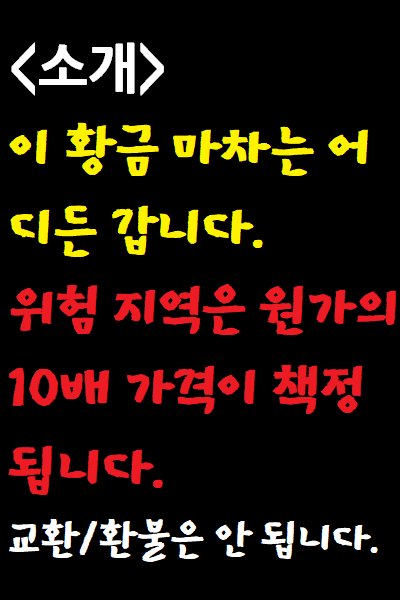 <소개>
이 황금 마차는 어
디든 갑니다.
위험 지역은 원가의
10배 가격이 책정
됩니다.
교환/환불은 안 됩니다.